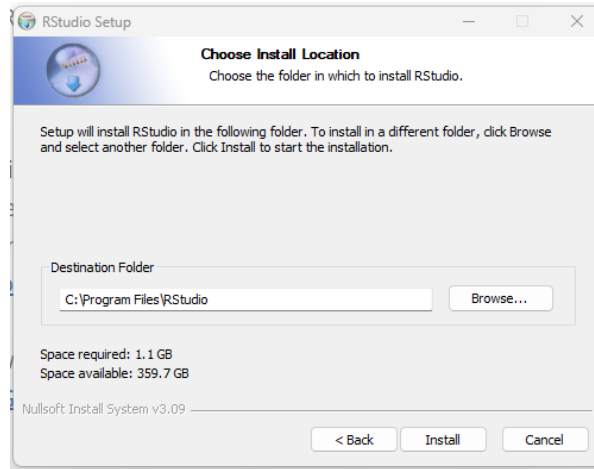 RStudio Setup
Choose Install Location
Choose the folder in which to install RStudio.
Setup will install RStudio in the following folder. To install in a different folder, click Browse
and select another folder. Click Install to start the installation.
Destination Folder
C:\Program Files\RStudio
Browse...
Space required: 1.1 GB
Space available: 359.7 GB
Nullsoft Install System v3.09
< Back
Install
Cancel